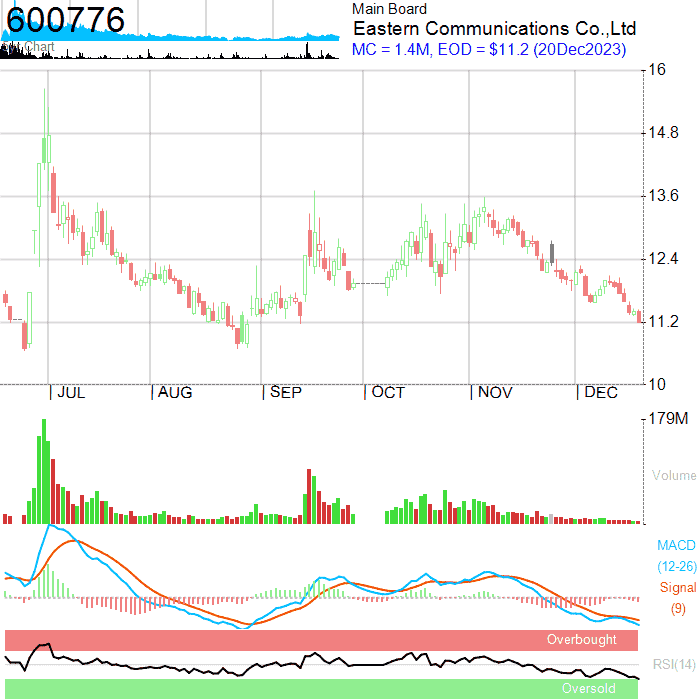 600776
Chart
Main Board
Eastern Communications Co.,Ltd
MC = 1.4M, EOD = $11.2 (20Dec2023)
16
14.8
13.6
12.4
11.2
10
JUL
AUG
SEP
OCT
NOV
DEC
179M
Volume
MACD
(12-26)
Signal
(9)
Overbought
RSI(14)
Oversold